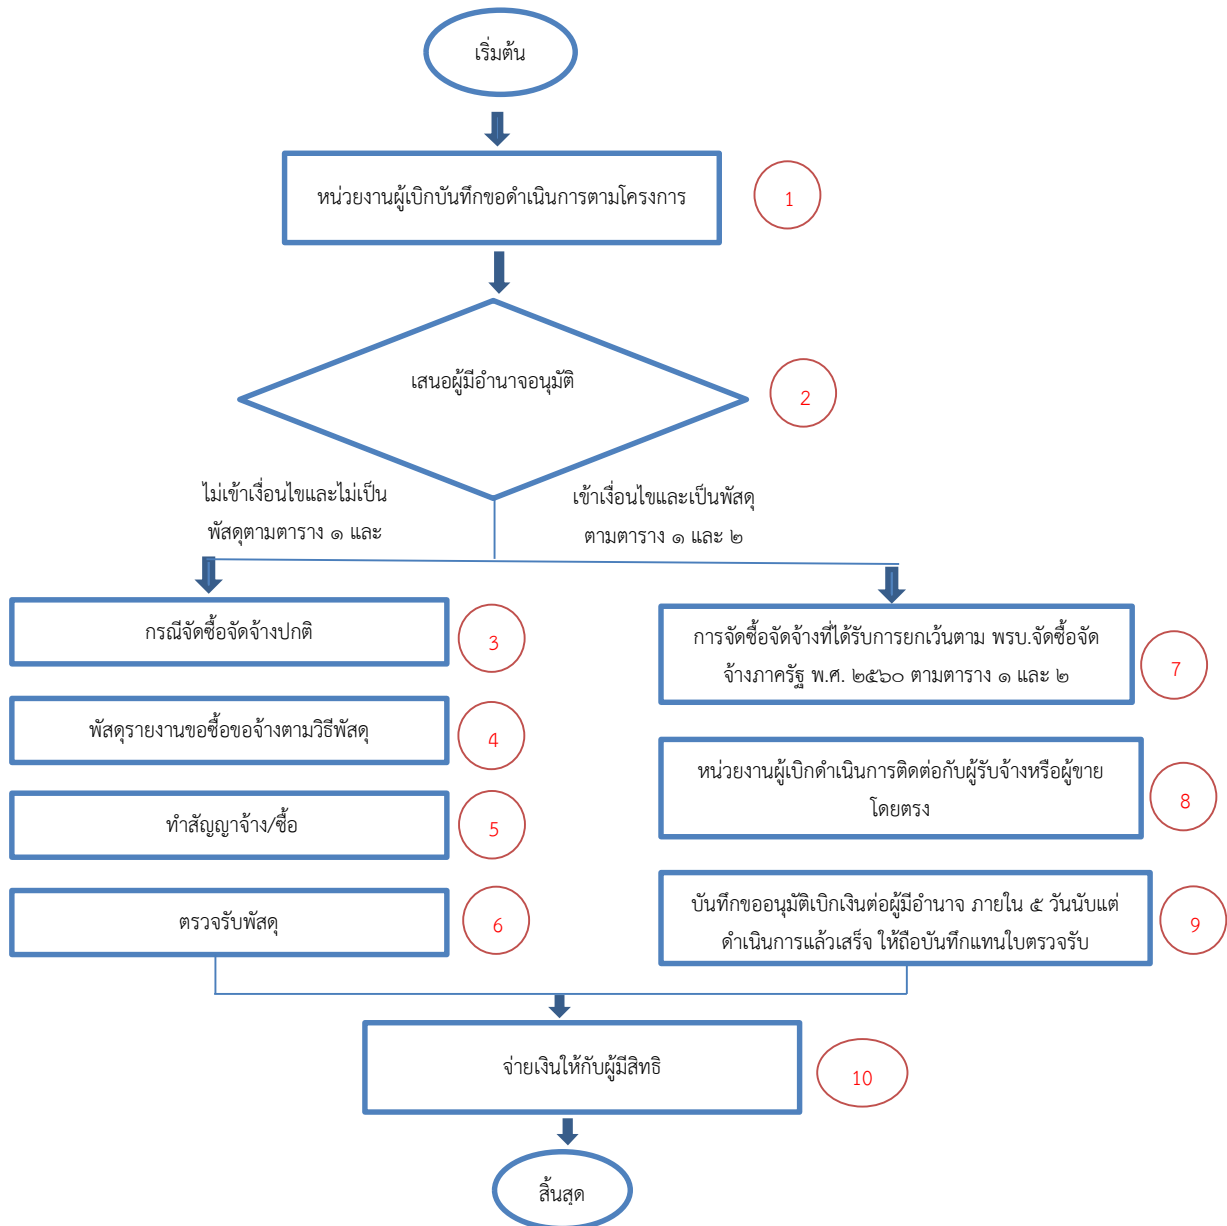 เริ่มต้น
หน่วยงานผู้เบิกบันทึกขอดำเนินการตามโครงการ
1
เสนอผู้มีอำนาจอนุมัติ
2
ไม่เข้าเงื่อนไขและไม่เป็น
พัสดุตามตาราง ๑ และ
เข้าเงื่อนไขและเป็นพัสดุ
ตามตาราง ๑ และ ๒
กรณีจัดซื้อจัดจ้างปกติ
3
พัสดุรายงานขอซื้อขอจ้างตามวิธีพัสดุ
4
ทำสัญญาจ้าง/ซื้อ
5
ตรวจรับพัสดุ
6
การจัดซื้อจัดจ้างที่ได้รับการยกเว้นตาม พรบ.จัดซื้อจัด
จ้างภาครัฐ พ.ศ. ๒๕๖๐ ตามตาราง ๑ และ ๒
7
หน่วยงานผู้เบิกดำเนินการติดต่อกับผู้รับจ้างหรือผู้ขาย
โดยตรง
8
บันทึกขออนุมัติเบิกเงินต่อผู้มีอำนาจ ภายใน ๕ วันนับแต่
ดำเนินการแล้วเสร็จ ให้ถือบันทึกแทนใบตรวจรับ
9
จ่ายเงินให้กับผู้มีสิทธิ
10
สิ้นสุด